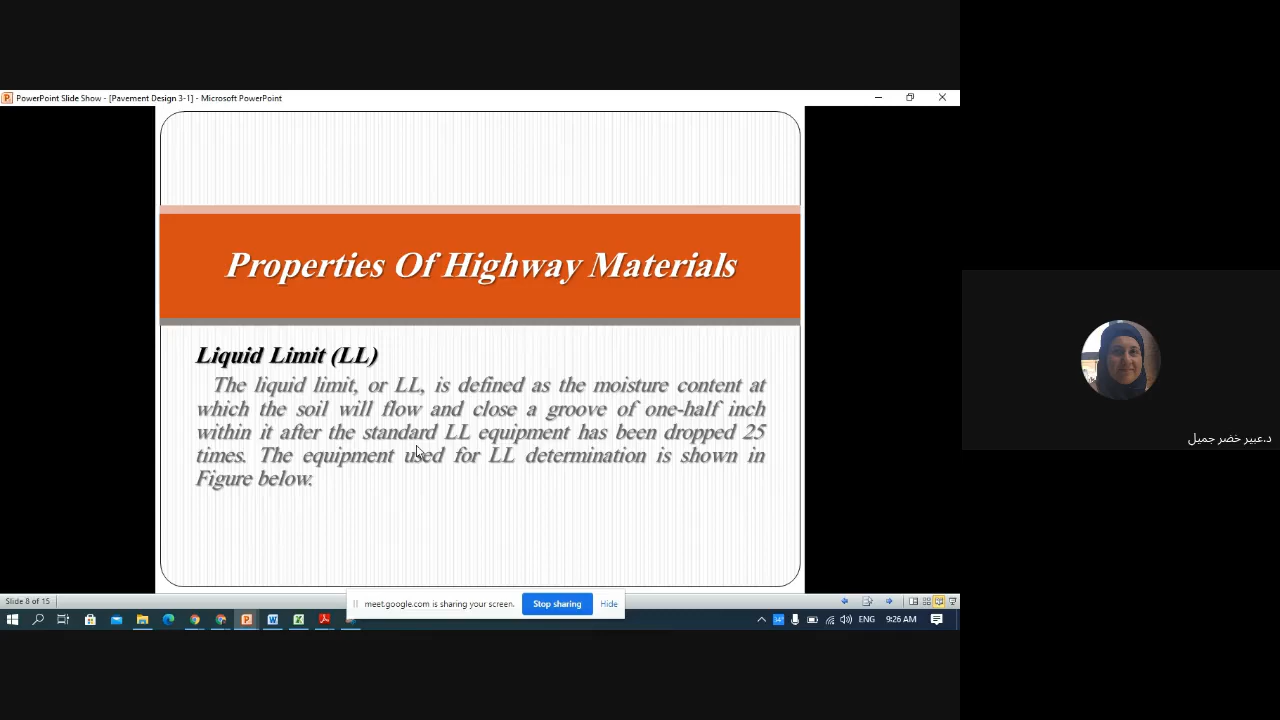 PowerPoint Slide Show - [Pavement Design 3-1] - Microsoft PowerPoint
Properties Of Highway Materials
Liquid Limit (LL)
The liquid limit, or LL, is defined as the moisture content at
which the soil will flow and close a groove of one-half inch
within it after the standard LL equipment has been dropped 25
times. The equipment used for LL determination is shown in
Figure below.
د.عبير خضر جميل
Slide 8 of 15
meet.google.com is sharing your screen.
Stop sharing
Hide
34°
ENG
9:26 AM